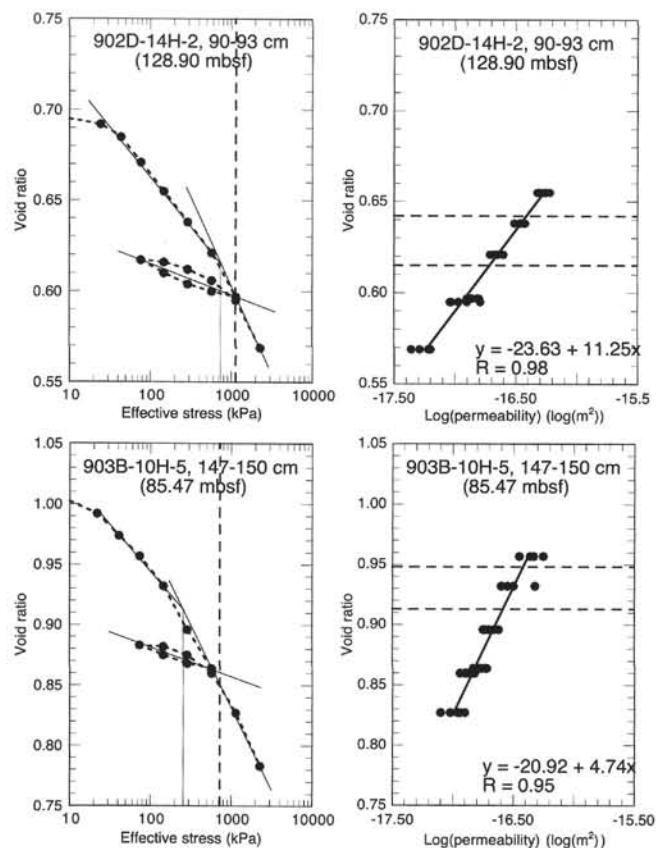 902D-14H-2, 90-93 cm
(128.90 mbsf)
0.75
0.70
0.65
0.60
0.55
Void ratio
10
100
1000
10000
Effective stress (kPa)
902D-14H-2, 90-93 cm
(128.90 mbsf)
0.75
0.70
0.65
0.60
0.55
Void ratio
y = -23.63 + 11.25x
R = 0.98
-17.5
-16.5
-15.5
Log(permeability) (log(m²))
903B-10H-5, 147-150 cm
(85.47 mbsf)
1.05
1.00
0.95
0.90
0.85
0.80
0.75
Void ratio
10
100
1000
10000
Effective stress (kPa)
903B-10H-5, 147-150 cm
(85.47 mbsf)
1.05
1.00
0.95
0.90
0.85
0.80
0.75
Void ratio
y = -20.92 + 4.74x
R = 0.95
-17.5
-16.5
-15.5
Log(permeability) (log(m²))